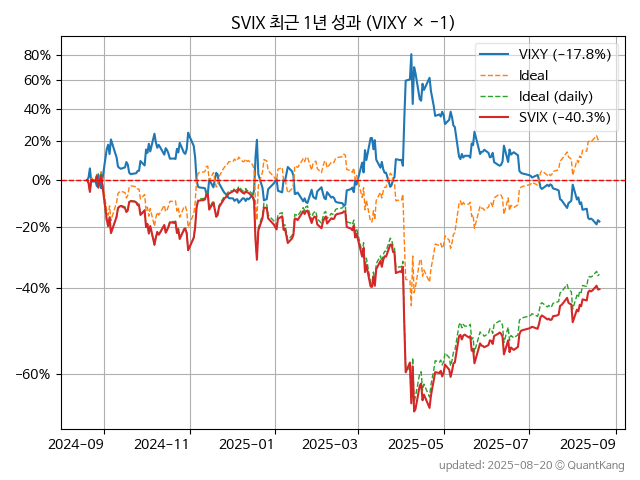 SVIX 최근 1년 성과 (VIXY × −1)
80%
60%
40%
20%
0%
−20%
−40%
−60%
VIXY (−17.8%)
Ideal
Ideal (daily)
SVIX (−40.3%)
2024−09 2024−11 2025−01 2025−03 2025−05 2025−07 2025−09
updated: 2025−08−20 © QuantKang